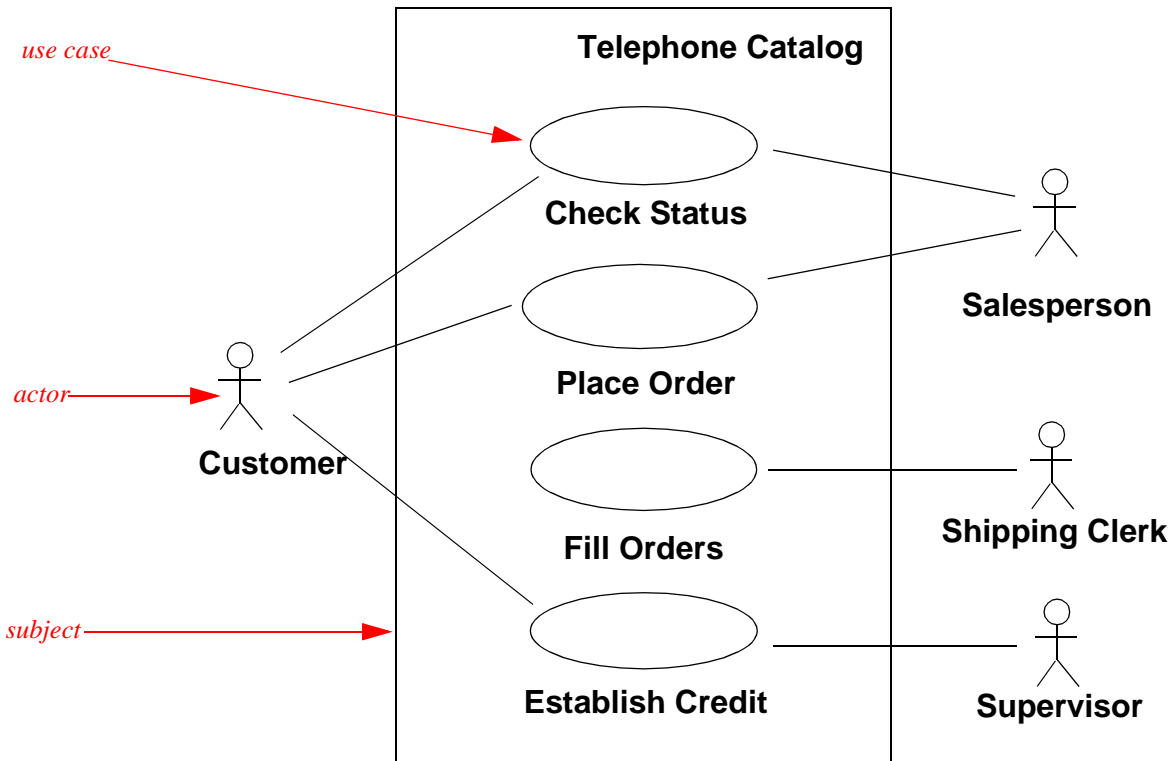 Telephone Catalog
use case
Check Status
Salesperson
Place Order
actor
Customer
Shipping Clerk
Fill Orders
subject
Establish Credit
Supervisor